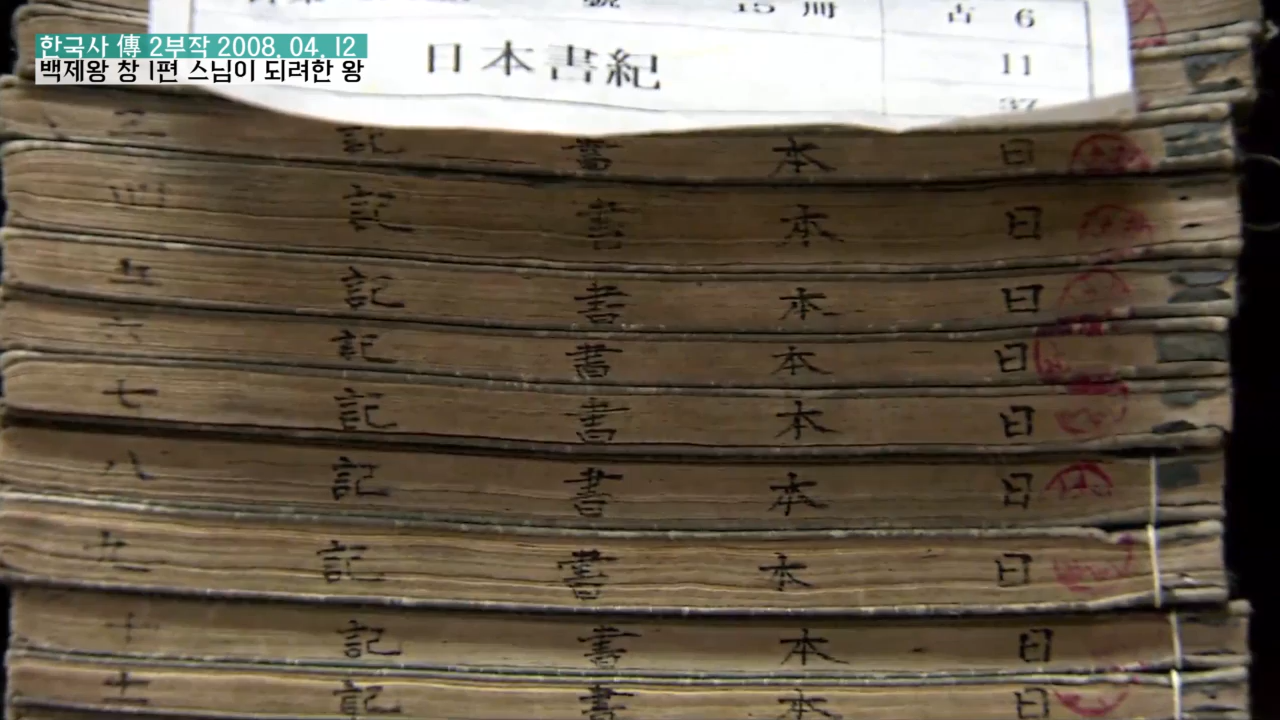 한국사 傳 2부작 2008. 04. 12
백제왕 창 1편 스님이 되려한 왕
號 15 冊 古 6
日本書紀 11
日本書記 三
日本書記 四
日本書記 五
日本書記 六
日本書記 七
日本書記 八
日本書記 九
日本書記 十
日本書記 十一